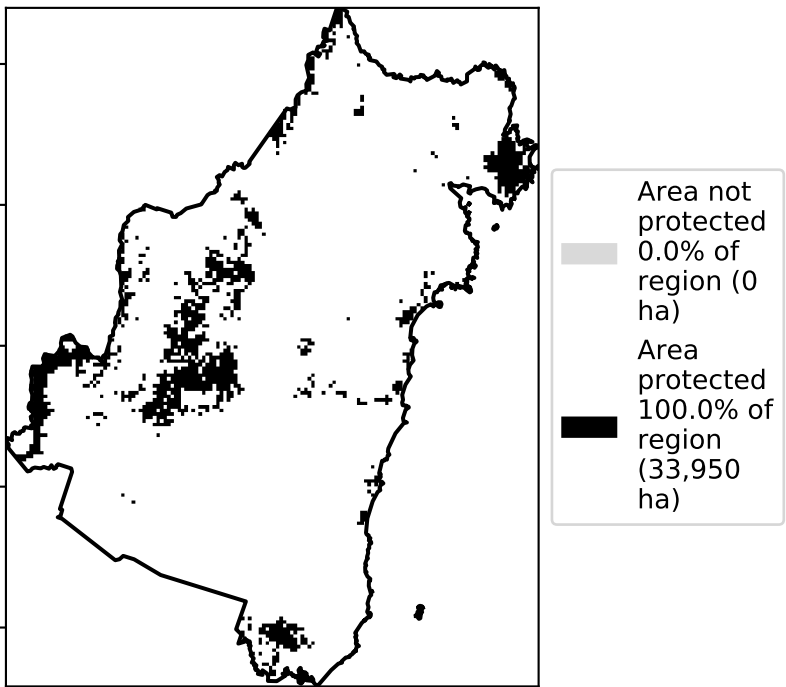 Area not
protected
0.0% of
region (0
ha)
Area
protected
100.0% of
region
(33,950
ha)